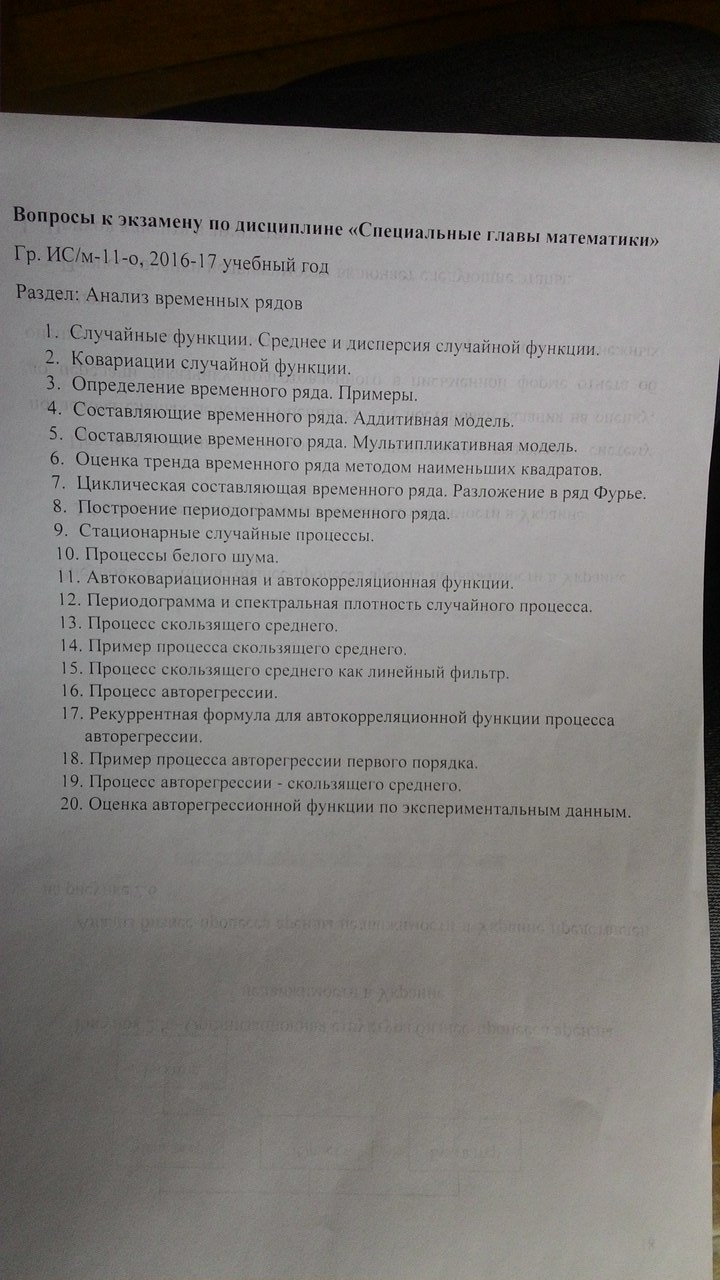 Вопросы к экзамену по дисциплине «Специальные главы математики»
Гр. ИС/м-11-о, 2016-17 учебный год
Раздел: Анализ временных рядов
1. Случайные функции. Среднее и дисперсия случайной функции.
2. Ковариации случайной функции.
3. Определение временного ряда. Примеры.
4. Составляющие временного ряда. Аддитивная модель.
5. Составляющие временного ряда. Мультипликативная модель.
6. Оценка тренда временного ряда методом наименьших квадратов.
7. Циклическая составляющая временного ряда. Разложение в ряд Фурье.
8. Построение периодограммы временного ряда.
9. Стационарные случайные процессы.
10. Процессы белого шума.
11. Автоковариационная и автокорреляционная функции.
12. Периодограмма и спектральная плотность случайного процесса.
13. Процесс скользящего среднего.
14. Пример процесса скользящего среднего.
15. Процесс скользящего среднего как линейный фильтр.
16. Процесс авторегрессии.
17. Рекуррентная формула для автокорреляционной функции процесса
авторегрессии.
18. Пример процесса авторегрессии первого порядка.
19. Процесс авторегрессии - скользящего среднего.
20. Оценка авторегрессионной функции по экспериментальным данным.